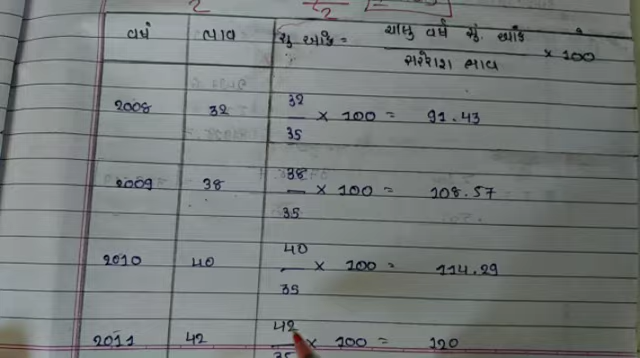 વર્ષ ભાવ સુ આંક = ચાલુ વર્ષ સુ. આંક / સરેરાશ ભાવ × 100
2008 32 32/35 × 100 = 91.43
2009 38 38/35 × 100 = 108.57
2010 40 40/35 × 100 = 114.29
2011 42 42/35 × 100 = 120